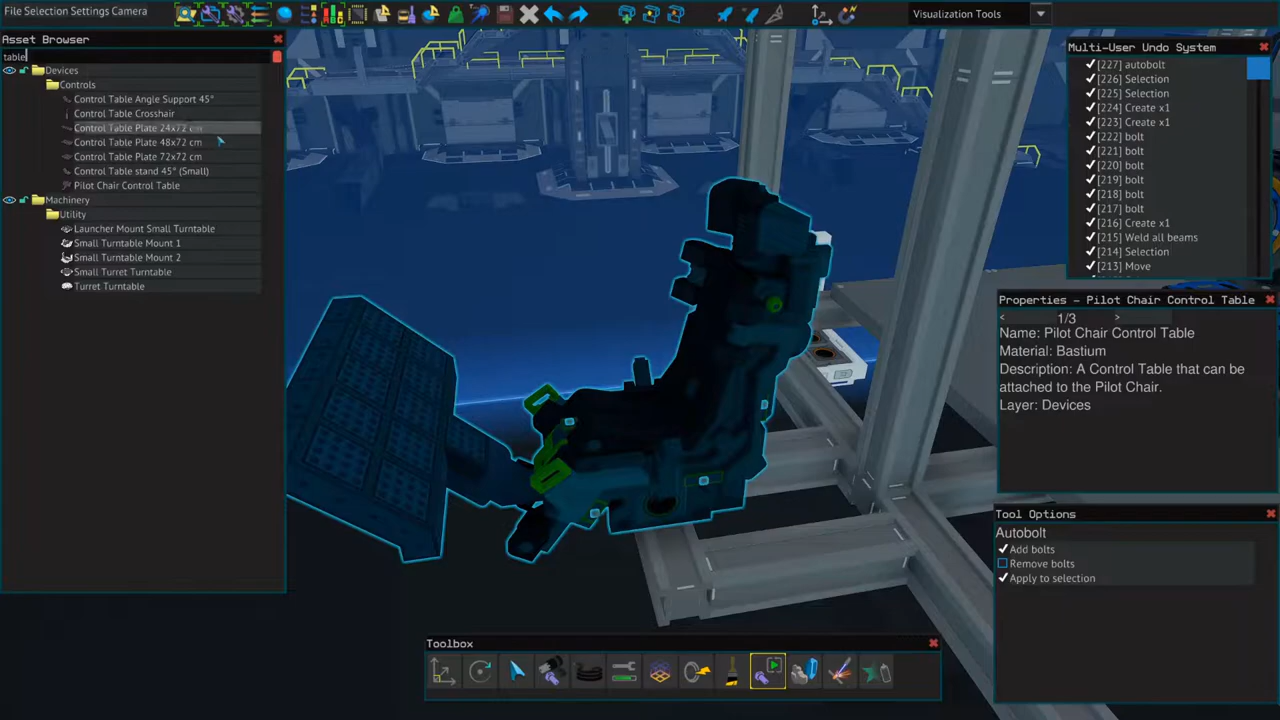 File Selection Settings Camera
Visualization Tools
Asset Browser
table
Devices
Controls
Control Table Angle Support 45°
Control Table Crosshair
Control Table Plate 24x72 cm
Control Table Plate 48x72 cm
Control Table Plate 72x72 cm
Control Table stand 45° (Small)
Pilot Chair Control Table
Machinery
Utility
Launcher Mount Small Turntable
Small Turntable Mount 1
Small Turntable Mount 2
Small Turret Turntable
Turret Turntable
Multi-User Undo System
[227] autobolt
[226] Selection
[225] Selection
[224] Create x1
[223] Create x1
[222] bolt
[221] bolt
[220] bolt
[219] bolt
[218] bolt
[217] bolt
[216] Create x1
[215] Weld all beams
[214] Selection
[213] Move
Properties - Pilot Chair Control Table
< 1/3 >
Name: Pilot Chair Control Table
Material: Bastium
Description: A Control Table that can be
attached to the Pilot Chair.
Layer: Devices
Tool Options
Autobolt
Add bolts
Remove bolts
Apply to selection
Toolbox